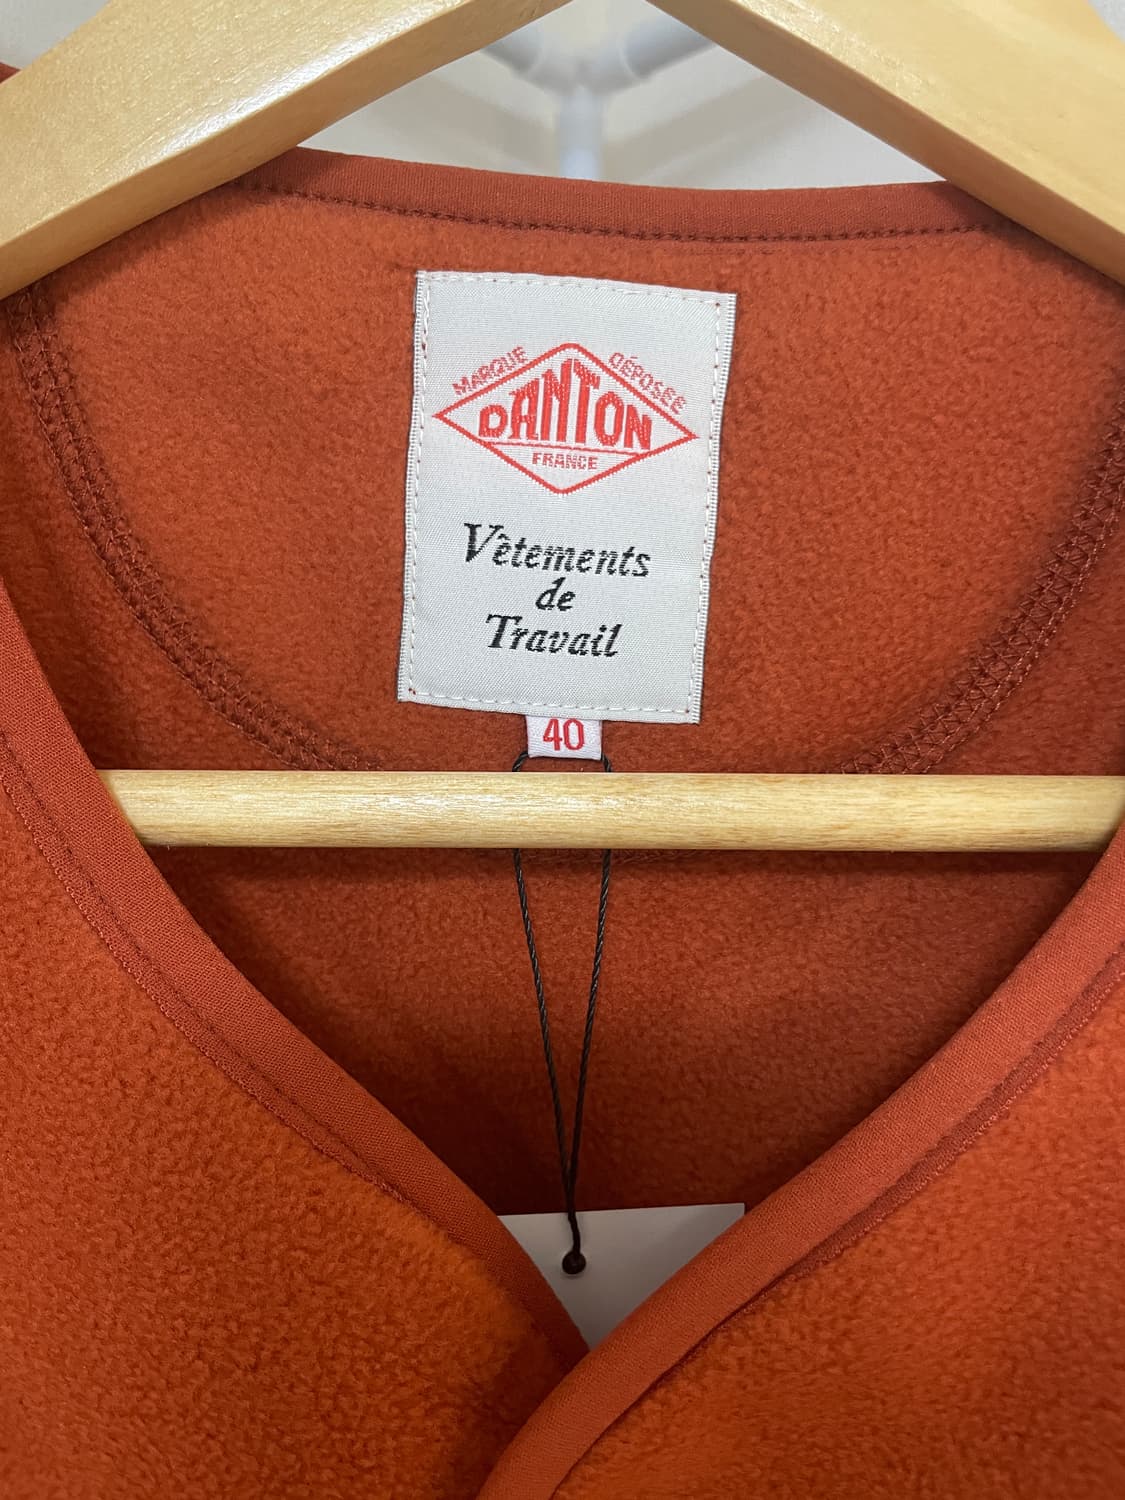 MARQUE DÉPOSÉE
DANTON
FRANCE
Vêtements
de
Travail
40